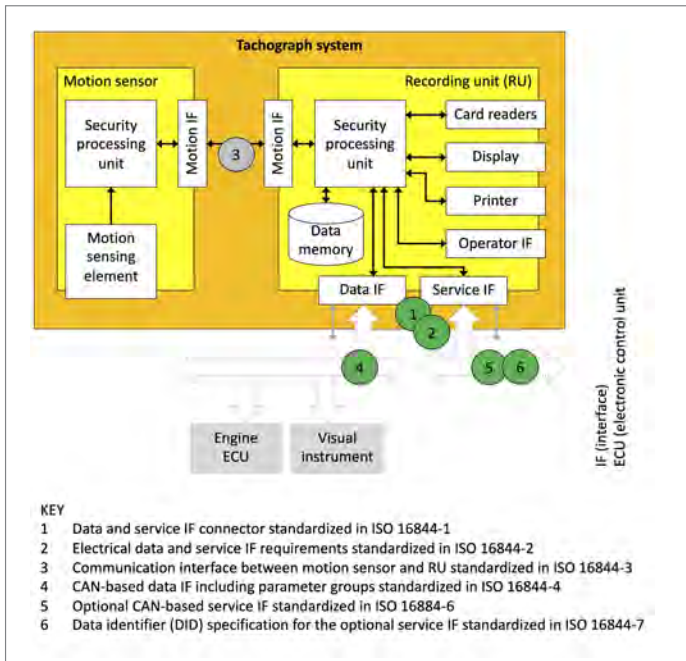 Tachograph system
Motion sensor
Recording unit (RU)
Security
processing
unit
Motion IF
3
Motion IF
Security
processing
unit
Card readers
Display
Printer
Operator IF
Motion
sensing
element
Data
memory
Data IF
Service IF
1
2
4
5
6
Engine
ECU
Visual
instrument
IF (interface)
ECU (electronic control unit
KEY
1 Data and service IF connector standardized in ISO 16844-1
2 Electrical data and service IF requirements standardized in ISO 16844-2
3 Communication interface between motion sensor and RU standardized in ISO 16844-3
4 CAN-based data IF including parameter groups standardized in ISO 16844-4
5 Optional CAN-based service IF standardized in ISO 16884-6
6 Data identifier (DID) specification for the optional service IF standardized in ISO 16844-7